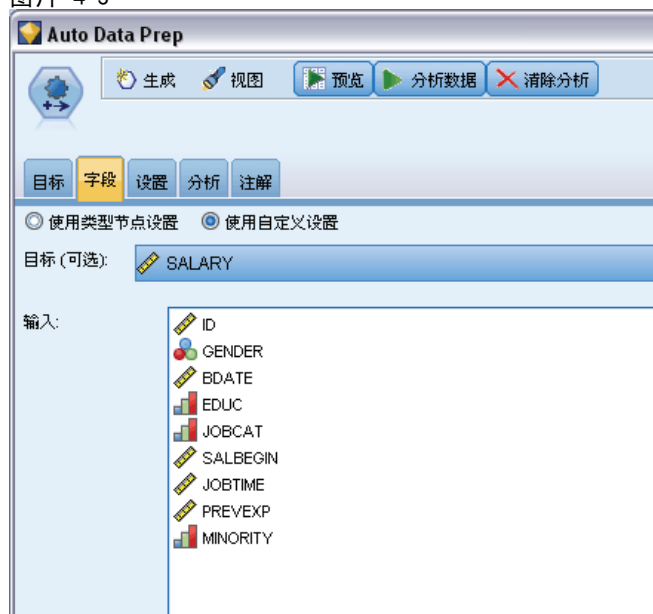 Auto Data Prep
生成 视图 预览 分析数据 清除分析
目标 字段 设置 分析 注解
使用类型节点设置 使用自定义设置
目标 (可选): SALARY
输入: ID
GENDER
BDATE
EDUC
JOBCAT
SALBEGIN
JOBTIME
PREVEXP
MINORITY